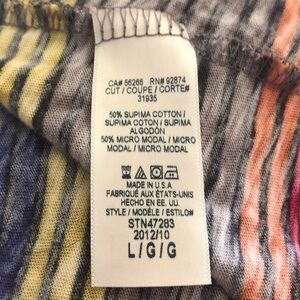 CA# 56266 RN# 92874
CUT / COUPE / CORTE#
31935
50% SUPIMA COTTON /
SUPIMA COTON / SUPIMA
ALGODÓN
50% MICRO MODAL / MICRO
MODAL / MICRO MODAL
MADE IN U.S.A.
FABRIQUÉ AUX ÉTATS-UNIS
HECHO EN EE. UU.
STYLE / MODÈLE / ESTILO#
STN47283
2012/10
L / G / G